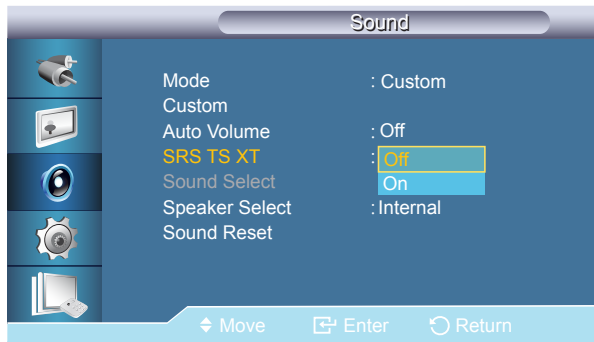 Sound
Mode : Custom
Custom
Auto Volume : Off
SRS TS XT : Off
On
Sound Select
Speaker Select : Internal
Sound Reset
Move Enter Return